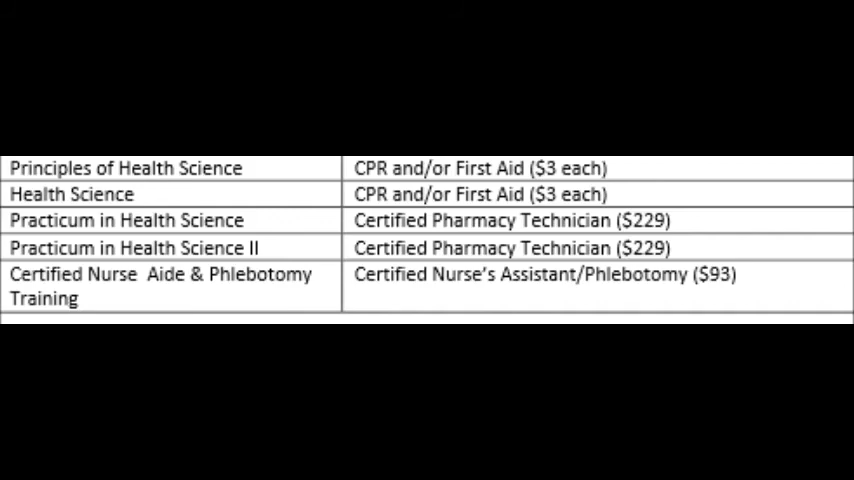 Principles of Health Science CPR and/or First Aid ($3 each)
Health Science CPR and/or First Aid ($3 each)
Practicum in Health Science Certified Pharmacy Technician ($229)
Practicum in Health Science II Certified Pharmacy Technician ($229)
Certified Nurse Aide & Phlebotomy Certified Nurse's Assistant/Phlebotomy ($93)
Training